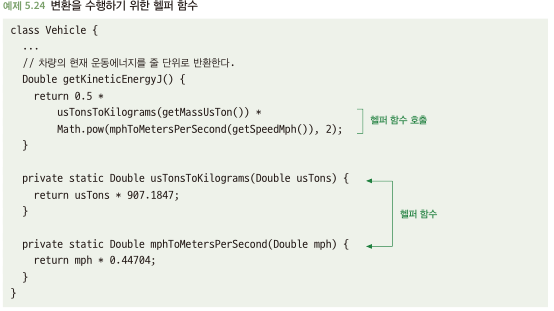 예제 5.24 변환을 수행하기 위한 헬퍼 함수
class Vehicle {
...
// 차량의 현재 운동에너지를 줄 단위로 반환한다.
Double getKineticEnergyJ() {
return 0.5 *
usTonsToKilograms(getMassUsTon()) *
Math.pow(mphToMetersPerSecond(getSpeedMph()), 2);
헬퍼 함수 호출
}
private static Double usTonsToKilograms(Double usTons) {
return usTons * 907.1847;
}
헬퍼 함수
private static Double mphToMetersPerSecond(Double mph) {
return mph * 0.44704;
}
}